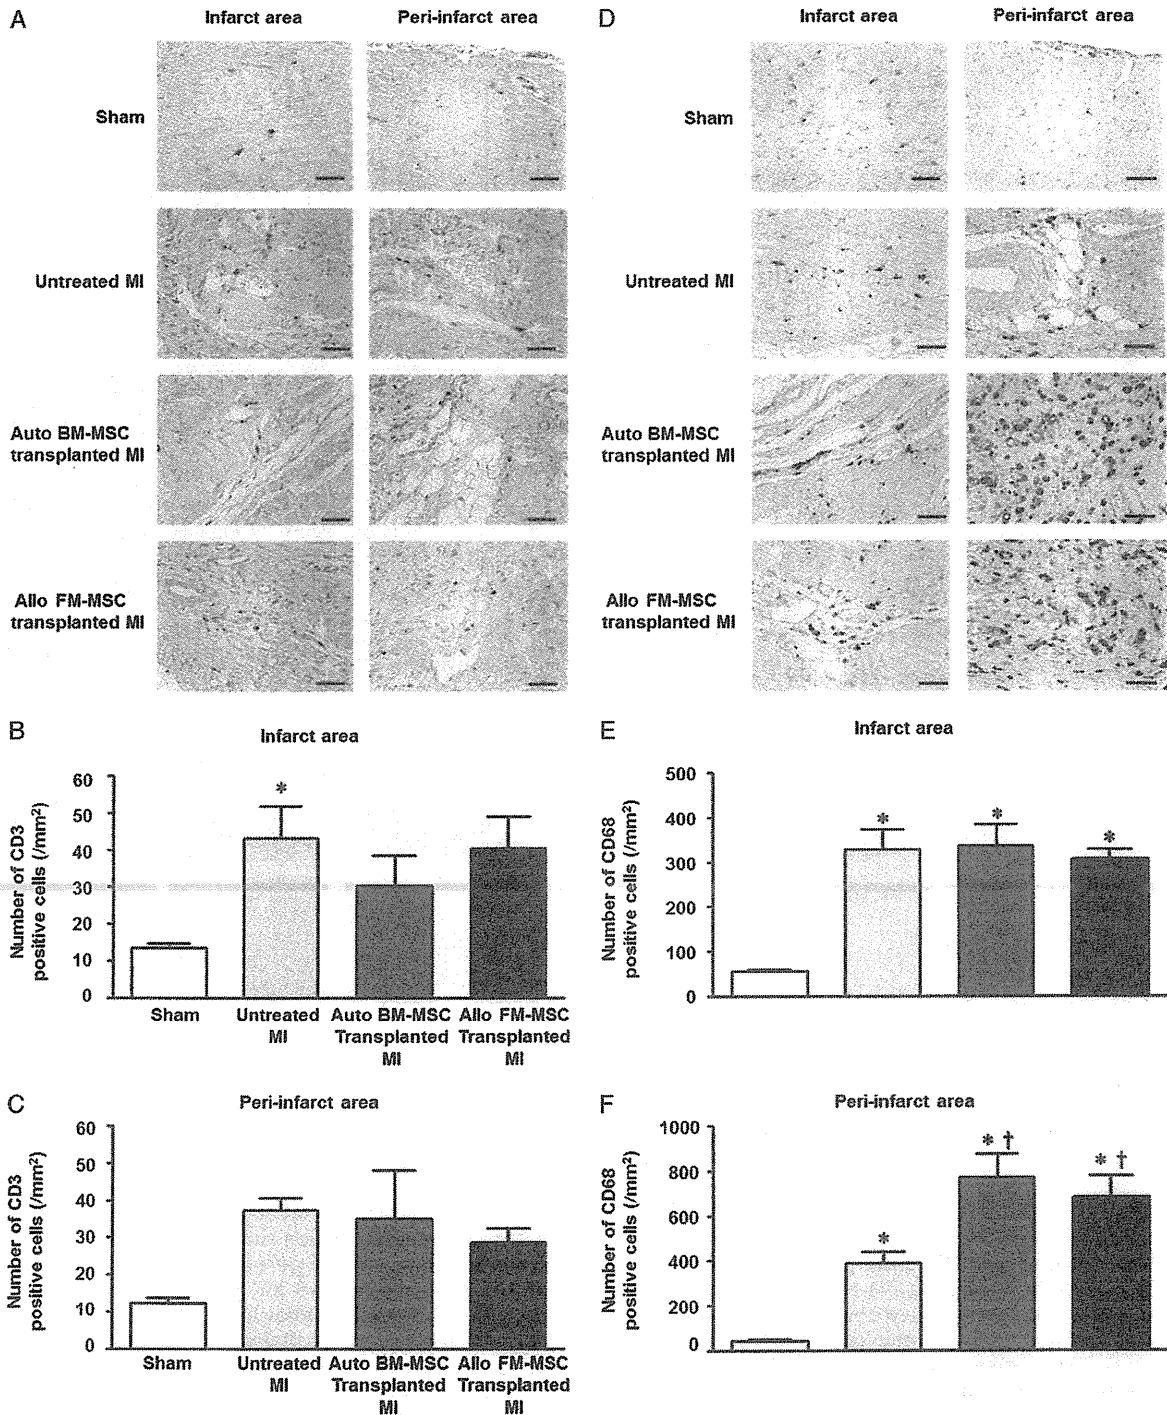 A
Infarct area
Peri-infarct area
Sham
Untreated MI
Auto BM-MSC
transplanted MI
Allo FM-MSC
transplanted MI
D
Infarct area
Peri-infarct area
Sham
Untreated MI
Auto BM-MSC
transplanted MI
Allo FM-MSC
transplanted MI
B
Infarct area
Number of CD3
positive cells (/mm²)
60
50
40
30
20
10
0
*
Sham
Untreated
MI
Auto BM-MSC
Transplanted
MI
Allo FM-MSC
Transplanted
MI
E
Infarct area
Number of CD68
positive cells (/mm²)
500
400
300
200
100
0
*
*
*
C
Peri-infarct area
Number of CD3
positive cells (/mm²)
60
50
40
30
20
10
0
Sham
Untreated
MI
Auto BM-MSC
Transplanted
MI
Allo FM-MSC
Transplanted
MI
F
Peri-infarct area
Number of CD68
positive cells (/mm²)
1000
800
600
400
200
0
*
* †
* †